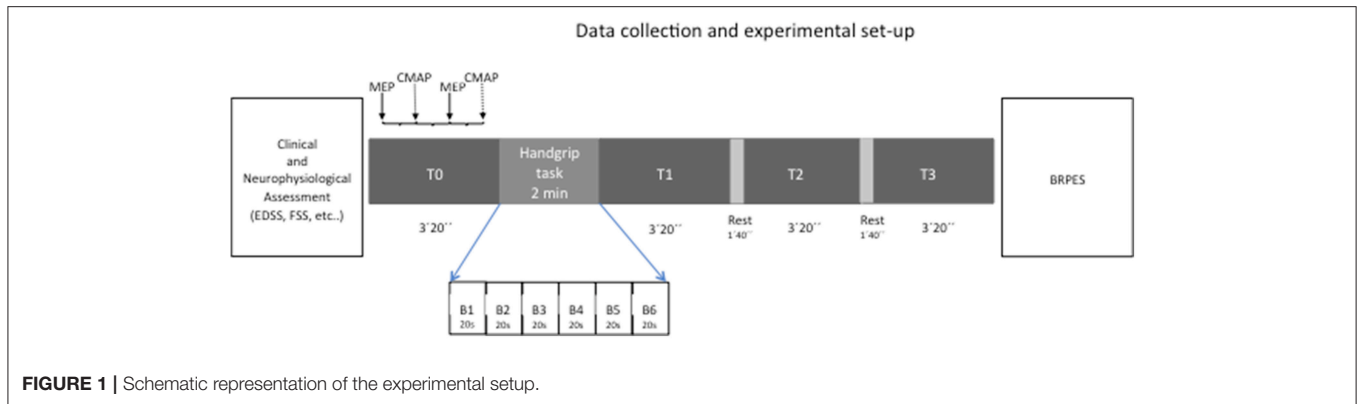 Data collection and experimental set-up
MEP CMAP MEP CMAP
Clinical
and
Neurophysiological
Assessment
(EDSS, FSS, etc..)
T0
Handgrip
task
2 min
T1
T2
T3
BRPES
3´20´´
3´20´´
Rest
1´40´´
3´20´´
Rest
1´40´´
3´20´´
B1
20s
B2
20s
B3
20s
B4
20s
B5
20s
B6
20s
FIGURE 1 | Schematic representation of the experimental setup.